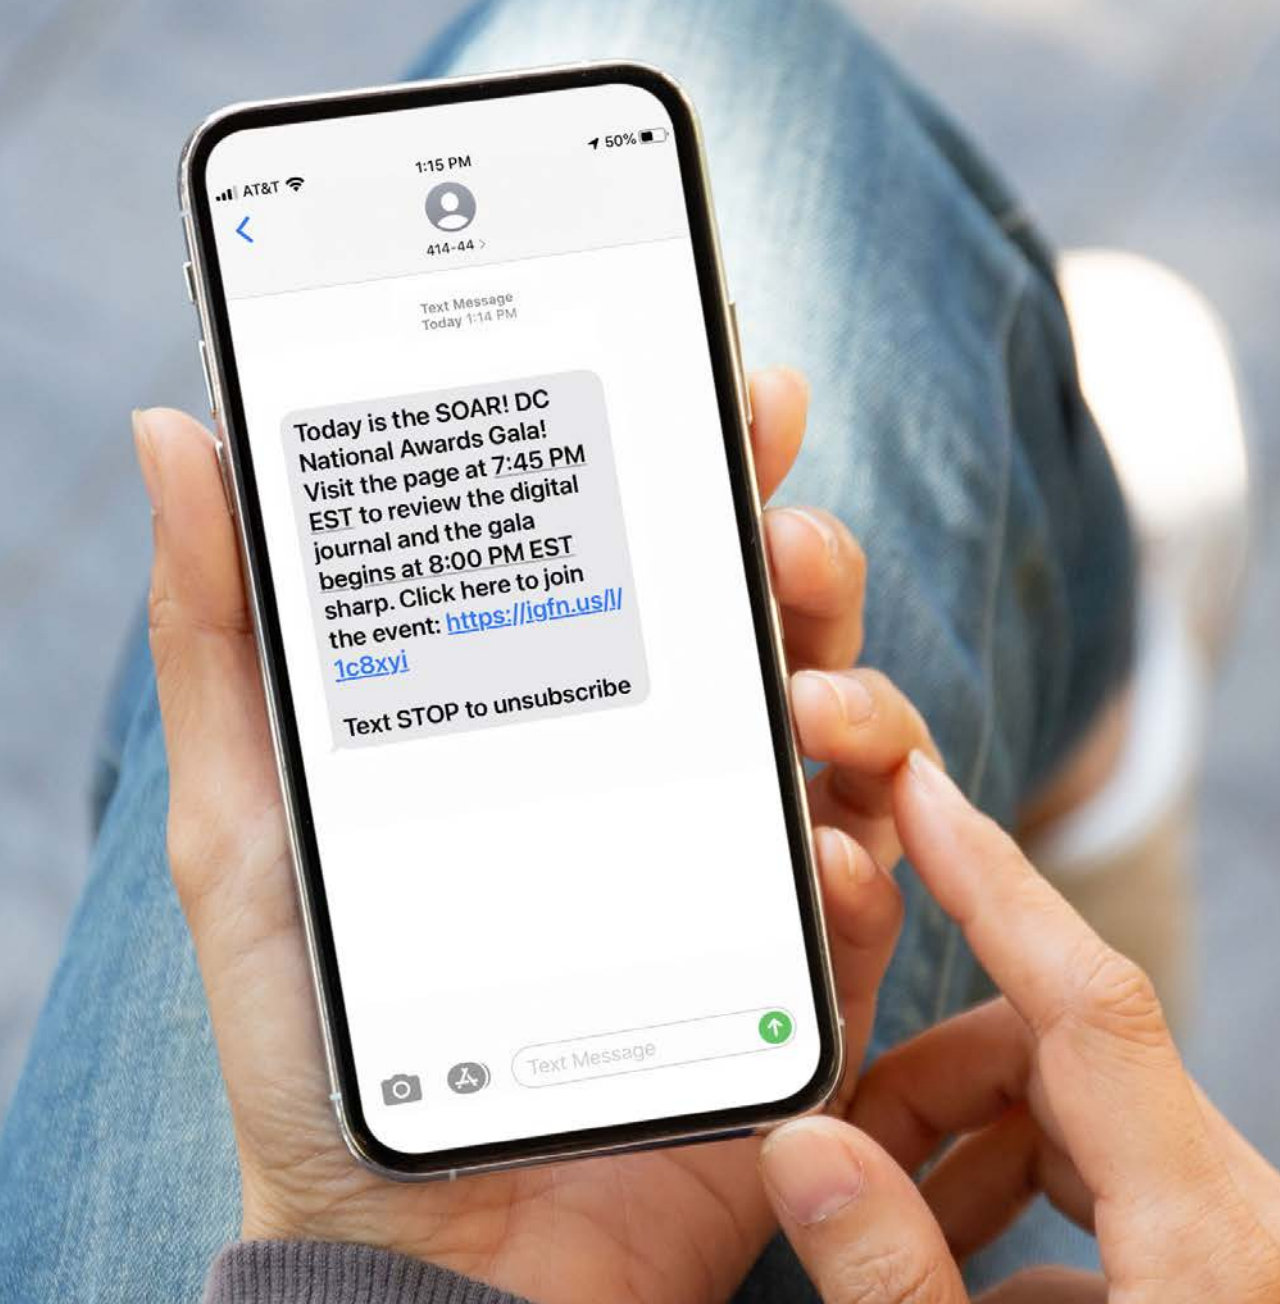 1:15 PM
50%
AT&T
414-44 >
Text Message
Today 1:14 PM
Today is the SOAR! DC
National Awards Gala!
Visit the page at 7:45 PM
EST to review the digital
journal and the gala
begins at 8:00 PM EST
sharp. Click here to join
the event: https://igfn.us/l/
1c8xyi
Text STOP to unsubscribe
Text Message